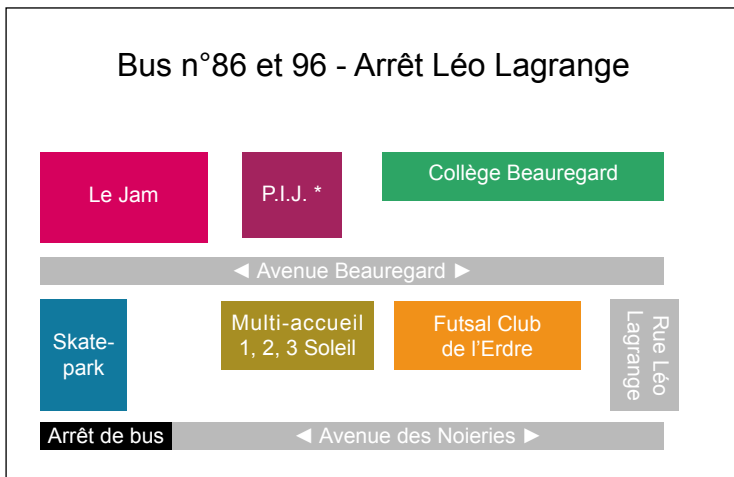 Bus n°86 et 96 - Arrêt Léo Lagrange
Le Jam
P.I.J. *
Collège Beauregard
◄ Avenue Beauregard ►
Skate-
park
Multi-accueil
1, 2, 3 Soleil
Futsal Club
de l'Erdre
Rue Léo
Lagrange
Arrêt de bus
◄ Avenue des Noieries ►